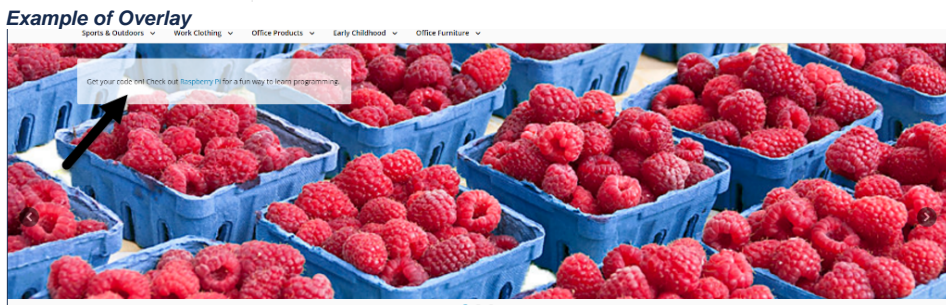 Example of Overlay
Sports & Outdoors Work Clothing Office Products Early Childhood Office Furniture
Get your code on! Check out Raspberry Pi for a fun way to learn programming.